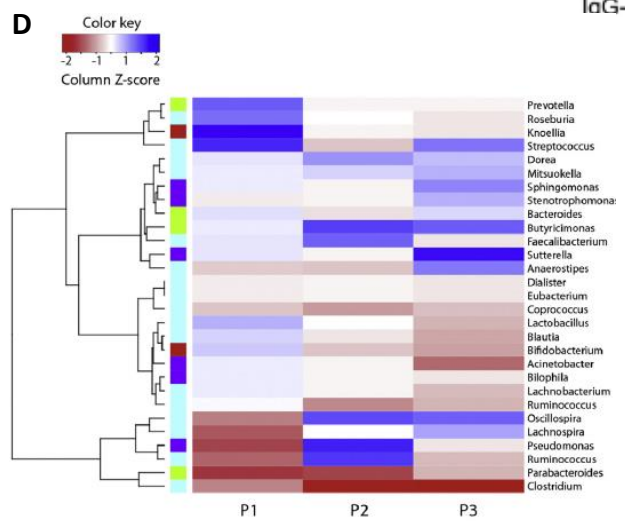 IgG-
D
Color key
-2 -1 0 1 2
Column Z-score
Prevotella
Roseburia
Knoellia
Streptococcus
Dorea
Mitsuokella
Sphingomonas
Stenotrophomonas
Bacteroides
Butyricimonas
Faecalibacterium
Sutterella
Anaerostipes
Dialister
Eubacterium
Coprococcus
Lactobacillus
Blautia
Bifidobacterium
Acinetobacter
Bilophila
Lachnobacterium
Ruminococcus
Oscillospira
Lachnospira
Pseudomonas
Ruminococcus
Parabacteroides
Clostridium
P1 P2 P3